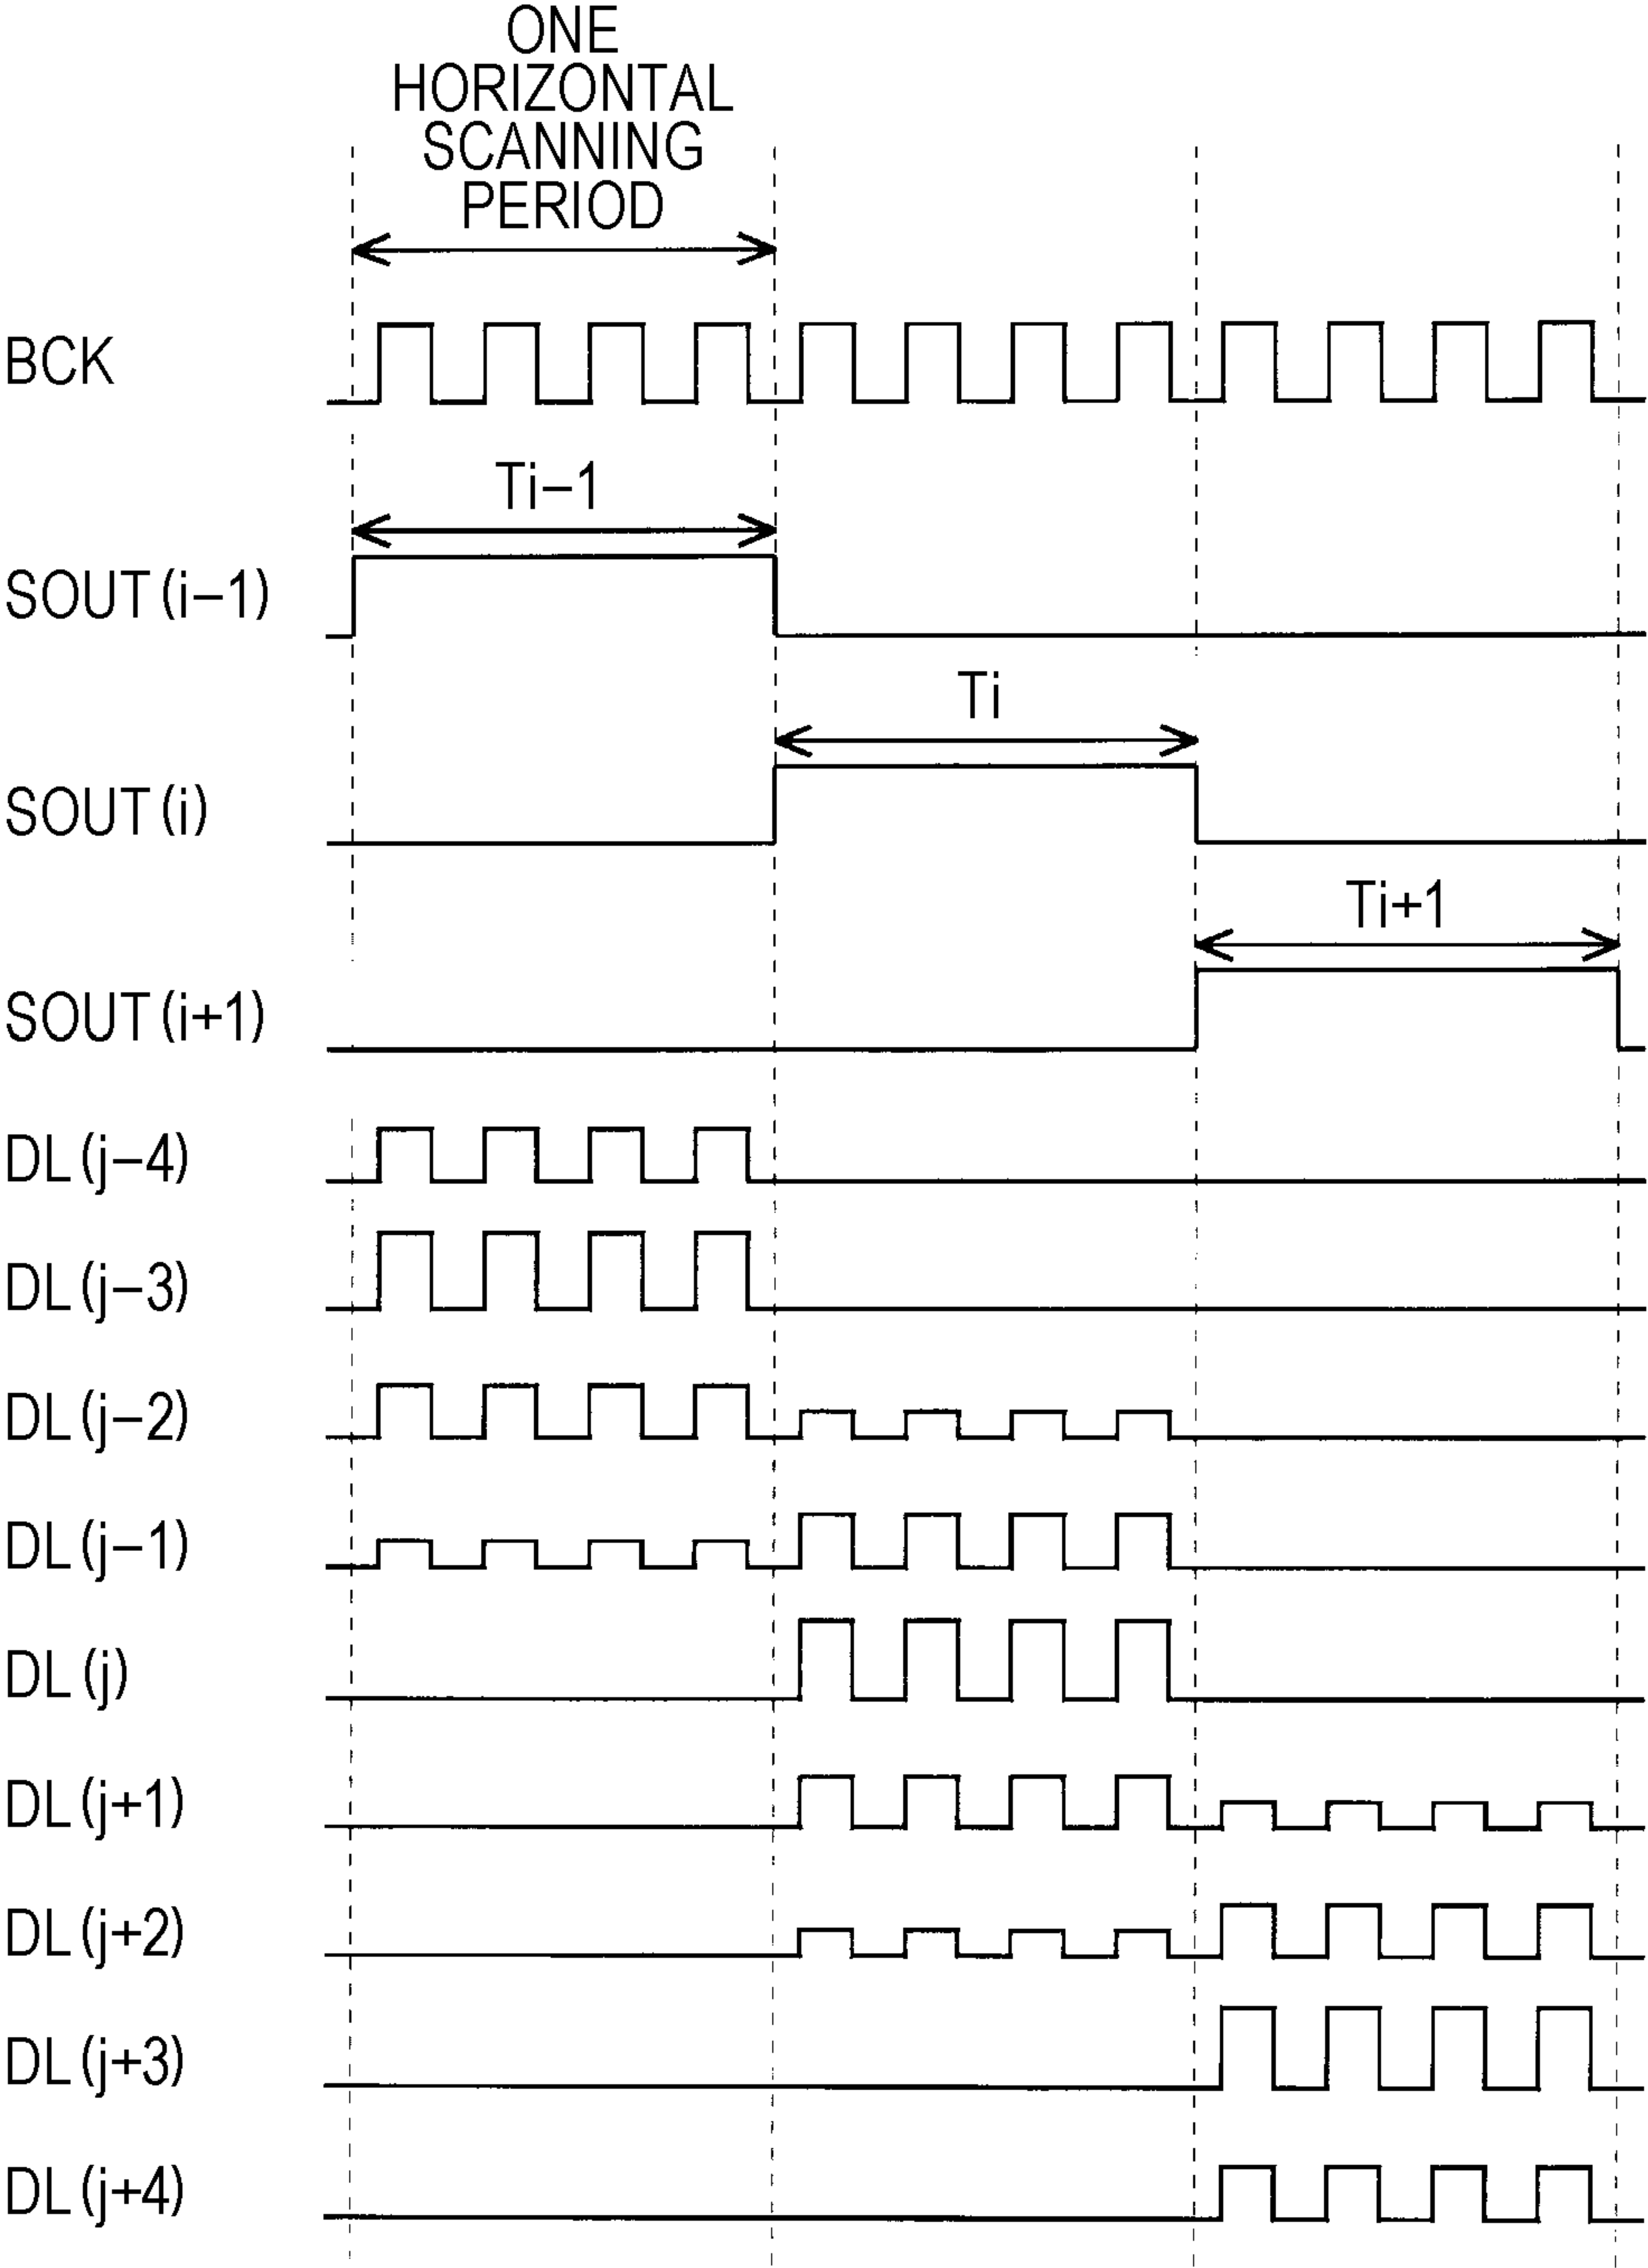 ONE
HORIZONTAL
SCANNING
PERIOD
BCK
Ti–1
SOUT(i–1)
Ti
SOUT(i)
Ti+1
SOUT(i+1)
DL(j–4)
DL(j–3)
DL(j–2)
DL(j–1)
DL(j)
DL(j+1)
DL(j+2)
DL(j+3)
DL(j+4)